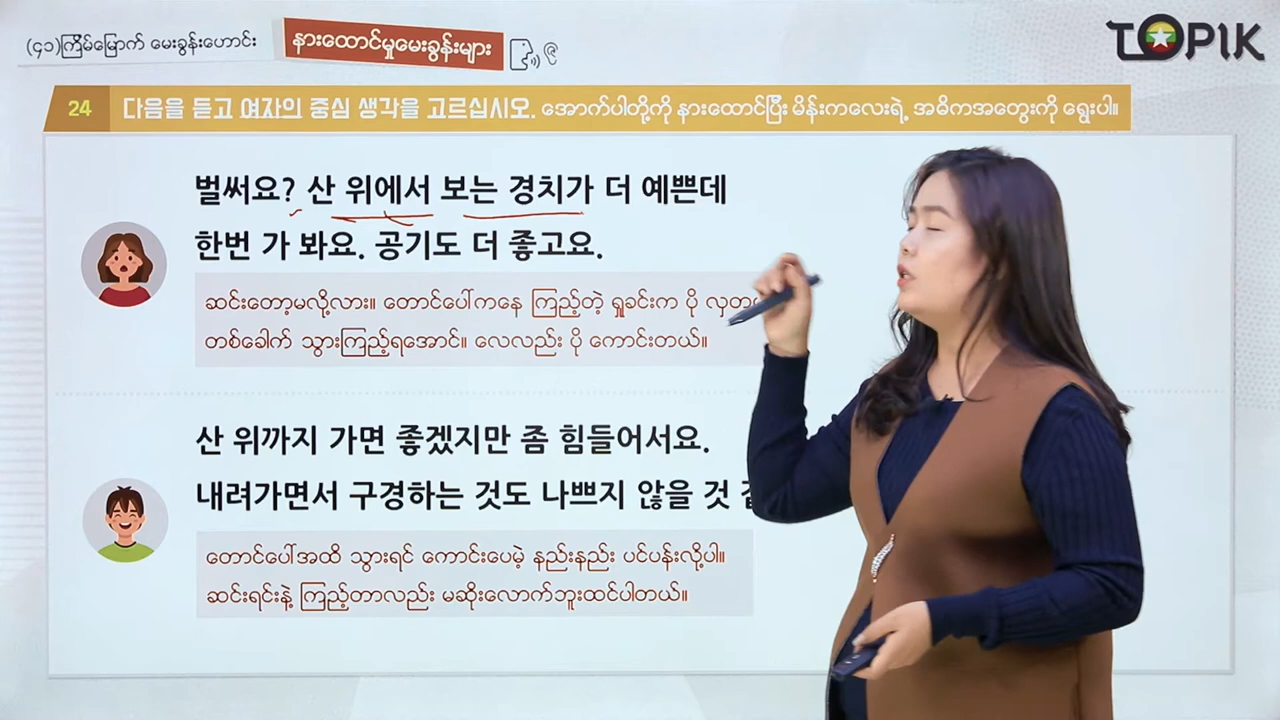 (၄၁)ကြိမ်မြောက် မေးခွန်းဟောင်း
နားထောင်မှုမေးခွန်းများ
၉
TOPIK
24
다음을 듣고 여자의 중심 생각을 고르십시오. အောက်ပါတို့ကို နားထောင်ပြီး မိန်းကလေးရဲ့ အဓိကအတွေးကို ရွေးပါ။
벌써요? 산 위에서 보는 경치가 더 예쁜데
한번 가 봐요. 공기도 더 좋고요.
ဆင်းတော့မလို့လား။ တောင်ပေါ်ကနေ ကြည့်တဲ့ ရှုခင်းက ပို
တစ်ခေါက် သွားကြည့်ရအောင်။ လေလည်း ပို ကောင်းတယ်။
산 위까지 가면 좋겠지만 좀 힘들어서요.
내려가면서 구경하는 것도 나쁘지 않을 것
တောင်ပေါ်အထိ သွားရင် ကောင်းပေမဲ့ နည်းနည်း ပင်ပန်းလို့ပါ။
ဆင်းရင်းနဲ့ ကြည့်တာလည်း မဆိုးလောက်ဘူးထင်ပါတယ်။